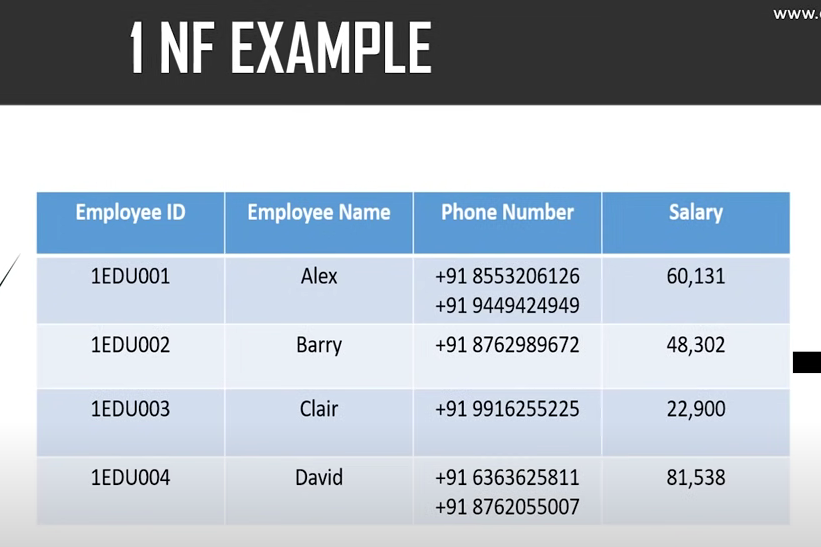 www.
1 NF EXAMPLE
Employee ID Employee Name Phone Number Salary
1EDU001 Alex +91 8553206126 60,131
+91 9449424949
1EDU002 Barry +91 8762989672 48,302
1EDU003 Clair +91 9916255225 22,900
1EDU004 David +91 6363625811 81,538
+91 8762055007